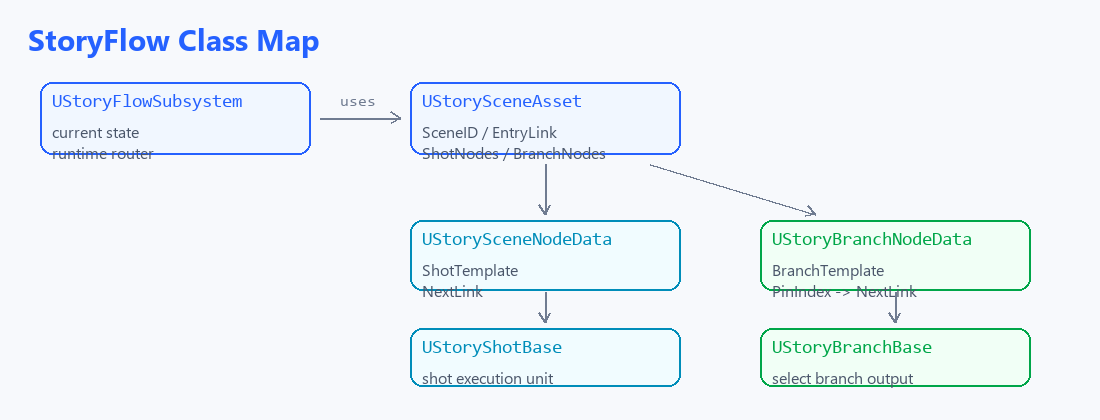 StoryFlow Class Map
UStoryFlowSubsystem
current state
runtime router
uses
UStorySceneAsset
SceneID / EntryLink
ShotNodes / BranchNodes
UStorySceneNodeData
ShotTemplate
NextLink
UStoryBranchNodeData
BranchTemplate
PinIndex -> NextLink
UStoryShotBase
shot execution unit
UStoryBranchBase
select branch output